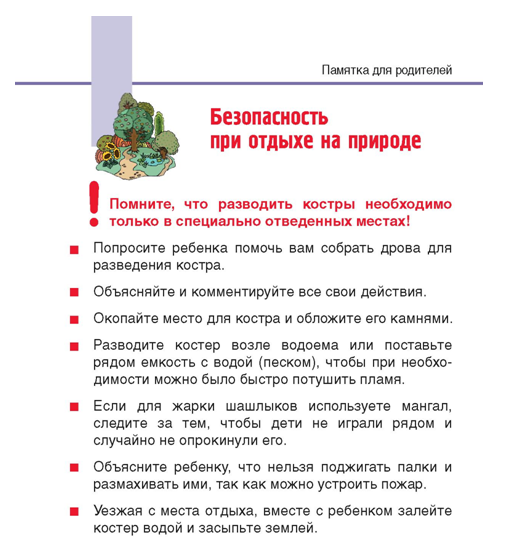 Памятка для родителей
Безопасность
при отдыхе на природе
! Помните, что разводить костры необходимо
только в специально отведенных местах!
Попросите ребенка помочь вам собрать дрова для
разведения костра.
Объясняйте и комментируйте все свои действия.
Окопайте место для костра и обложите его камнями.
Разводите костер возле водоема или поставьте
рядом емкость с водой (песком), чтобы при необхо-
димости можно было быстро потушить пламя.
Если для жарки шашлыков используете мангал,
следите за тем, чтобы дети не играли рядом и
случайно не опрокинули его.
Объясните ребенку, что нельзя поджигать палки и
размахивать ими, так как можно устроить пожар.
Уезжая с места отдыха, вместе с ребенком залейте
костер водой и засыпьте землей.